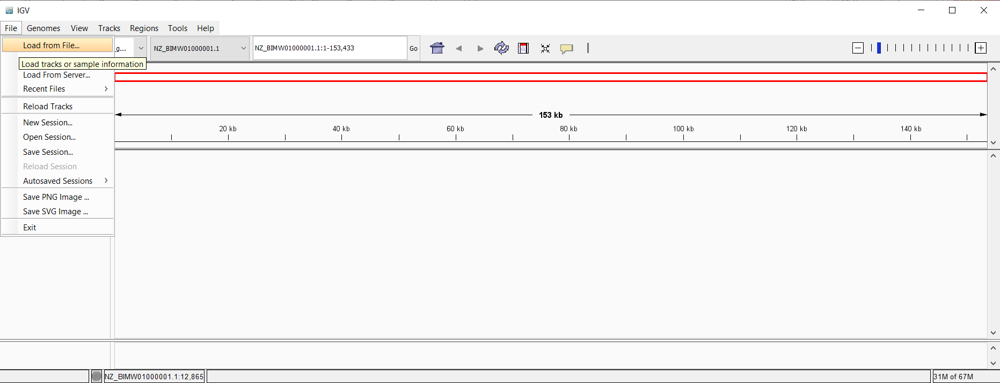 IGV
File Genomes View Tracks Regions Tools Help
Load from File...
_g... NZ_BIMW01000001.1 NZ_BIMW01000001.1:1-153,433 Go
Load tracks or sample information
Load From Server...
Recent Files
Reload Tracks
New Session...
Open Session...
Save Session...
Reload Session
Autosaved Sessions
Save PNG Image ...
Save SVG Image ...
Exit
153 kb
20 kb 40 kb 60 kb 80 kb 100 kb 120 kb 140 kb
NZ_BIMW01000001.1:12,865
31M of 67M